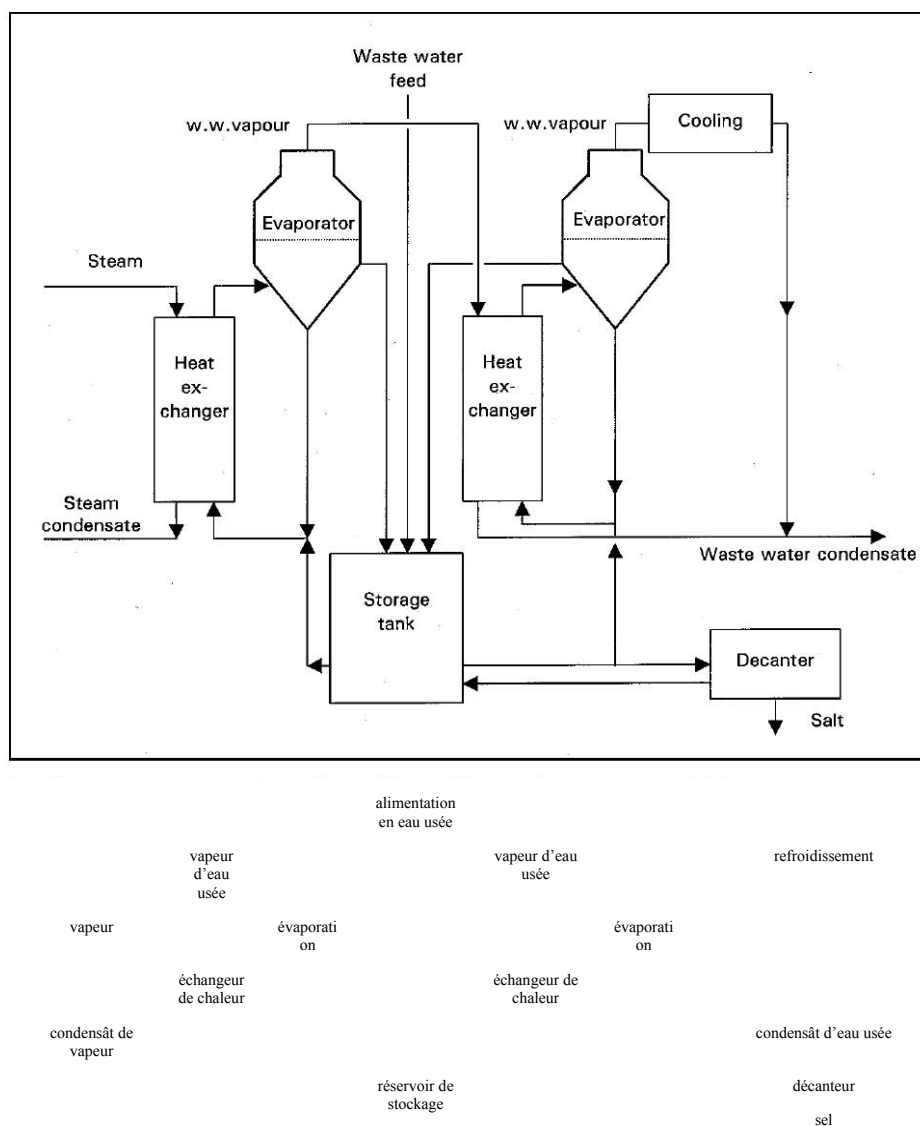 Waste water
feed
w.w.vapour
w.w.vapour
Cooling
Evaporator
Evaporator
Steam
Heat
ex-
changer
Heat
ex-
changer
Steam
condensate
Waste water condensate
Storage
tank
Decanter
Salt
alimentation
en eau usée
vapeur
d’eau
usée
vapeur d’eau
usée
refroidissement
vapeur
évaporati
on
évaporati
on
échangeur
de chaleur
échangeur de
chaleur
condensât de
vapeur
condensât d’eau usée
réservoir de
stockage
décanteur
sel